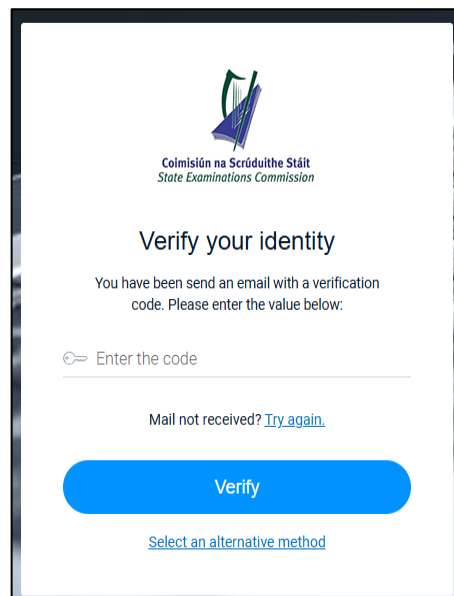 Coimisiún na Scrúduithe Stáit
State Examinations Commission
Verify your identity
You have been send an email with a verification
code. Please enter the value below:
Enter the code
Mail not received? Try again.
Verify
Select an alternative method